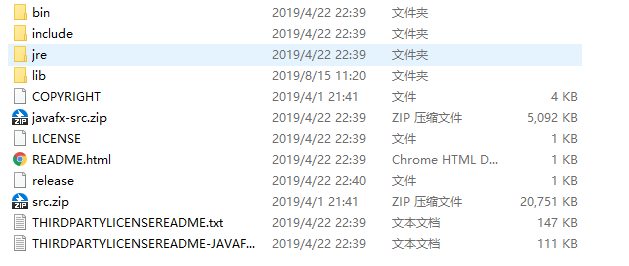 bin 2019/4/22 22:39 文件夹
include 2019/4/22 22:39 文件夹
jre 2019/4/22 22:39 文件夹
lib 2019/8/15 11:20 文件夹
COPYRIGHT 2019/4/1 21:41 文件 4 KB
ZIP javafx-src.zip 2019/4/22 22:39 ZIP 压缩文件 5,092 KB
LICENSE 2019/4/22 22:39 文件 1 KB
README.html 2019/4/22 22:39 Chrome HTML D... 1 KB
release 2019/4/22 22:40 文件 1 KB
ZIP src.zip 2019/4/1 21:41 ZIP 压缩文件 20,751 KB
THIRDPARTYLICENSEREADME.txt 2019/4/22 22:39 文本文档 147 KB
THIRDPARTYLICENSEREADME-JAVAF... 2019/4/22 22:39 文本文档 111 KB